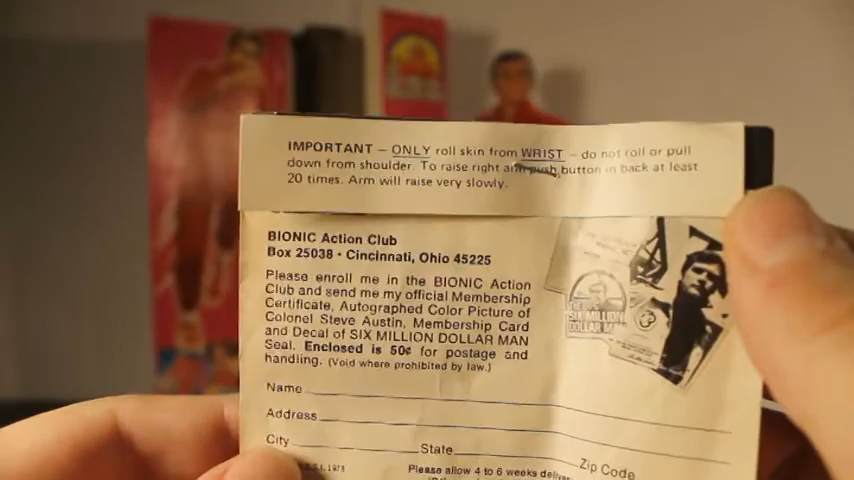 IMPORTANT – ONLY roll skin from WRIST – do not roll or pull
down from shoulder. To raise right arm push button in back at least
20 times. Arm will raise very slowly.
BIONIC Action Club
Box 25038 • Cincinnati, Ohio 45225
Please enroll me in the BIONIC Action
Club and send me my official Membership
Certificate, Autographed Color Picture of
Colonel Steve Austin, Membership Card
and Decal of SIX MILLION DOLLAR MAN
Seal. Enclosed is 50¢ for postage and
handling. (Void where prohibited by law.)
THE
SIX MILLION
DOLLAR MAN
Name
Address
City State Zip Code
Please allow 4 to 6 weeks